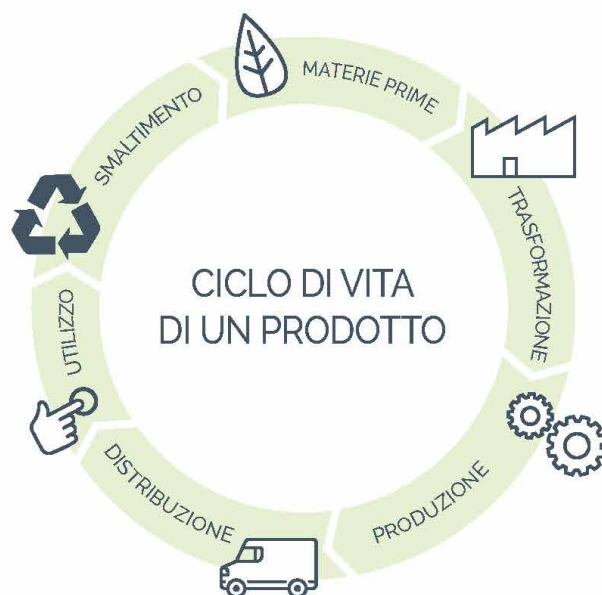 CICLO DI VITA
DI UN PRODOTTO
MATERIE PRIME
TRASFORMAZIONE
PRODUZIONE
DISTRIBUZIONE
UTILIZZO
SMALTIMENTO